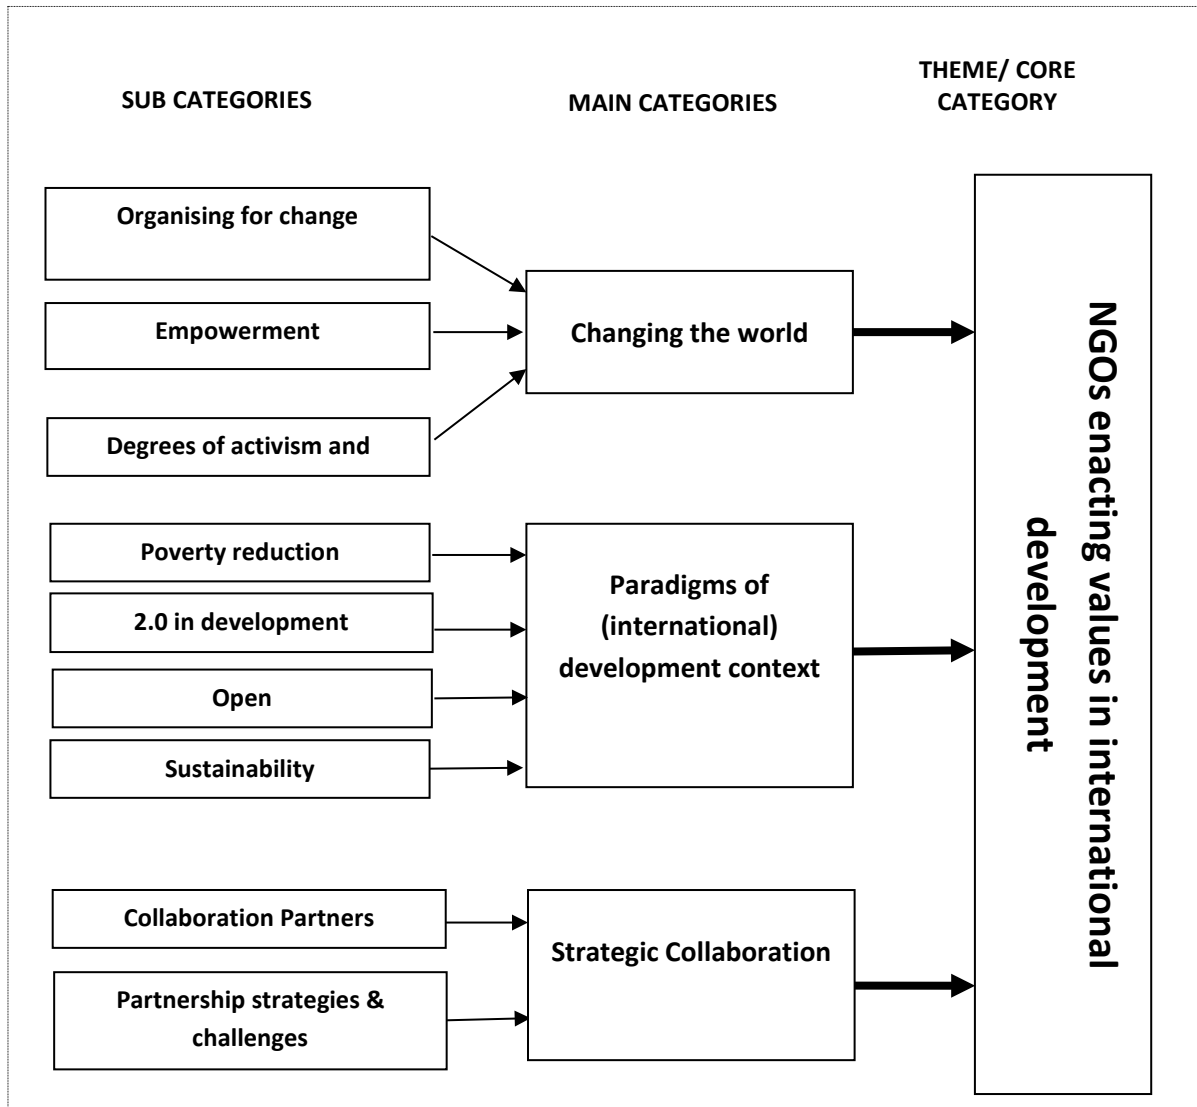 SUB CATEGORIES
MAIN CATEGORIES
THEME/ CORE
CATEGORY
Organising for change
Empowerment
Degrees of activism and
Changing the world
Poverty reduction
2.0 in development
Open
Sustainability
Paradigms of
(international)
development context
Collaboration Partners
Partnership strategies &
challenges
Strategic Collaboration
NGOs enacting values in international
development